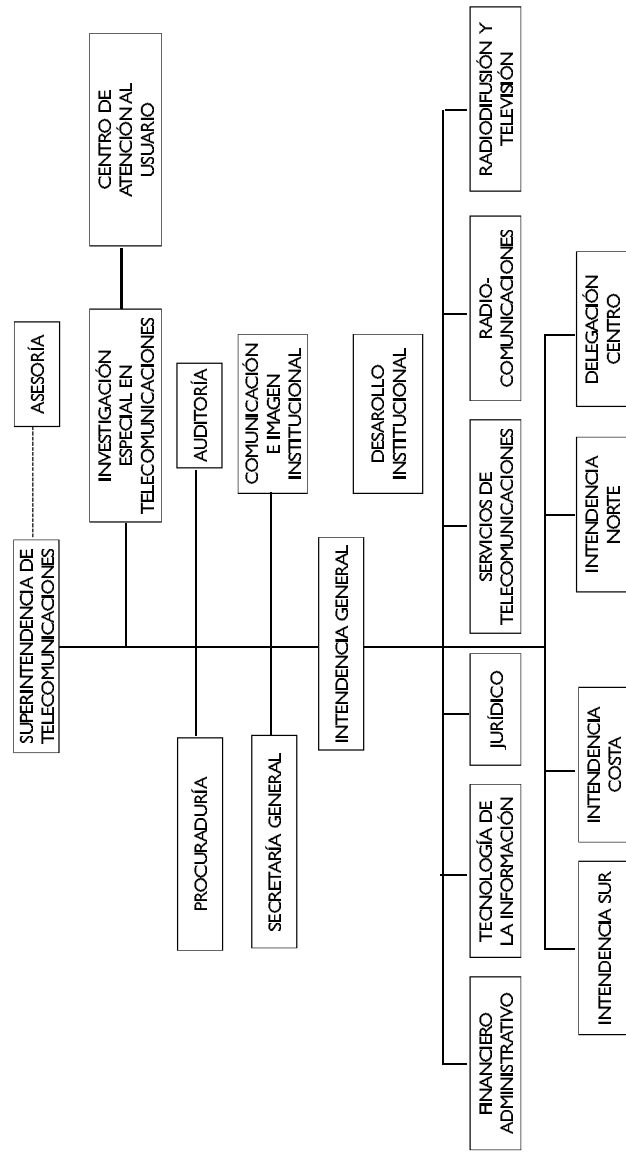 SUPERINTENDENCIA DE
TELECOMUNICACIONES
ASESORÍA
INVESTIGACIÓN
ESPECIAL EN
TELECOMUNICACIONES
CENTRO DE
ATENCIÓN AL
USUARIO
PROCURADURÍA
AUDITORÍA
SECRETARÍA GENERAL
COMUNICACIÓN
E IMAGEN
INSTITUCIONAL
INTENDENCIA GENERAL
DESAROLLO
INSTITUCIONAL
FINANCIERO
ADMINISTRATIVO
TECNOLOGÍA DE
LA INFORMACIÓN
JURÍDICO
SERVICIOS DE
TELECOMUNICACIONES
RADIO-
COMUNICACIONES
RADIODIFUSIÓN Y
TELEVISIÓN
INTENDENCIA SUR
INTENDENCIA
COSTA
INTENDENCIA
NORTE
DELEGACIÓN
CENTRO